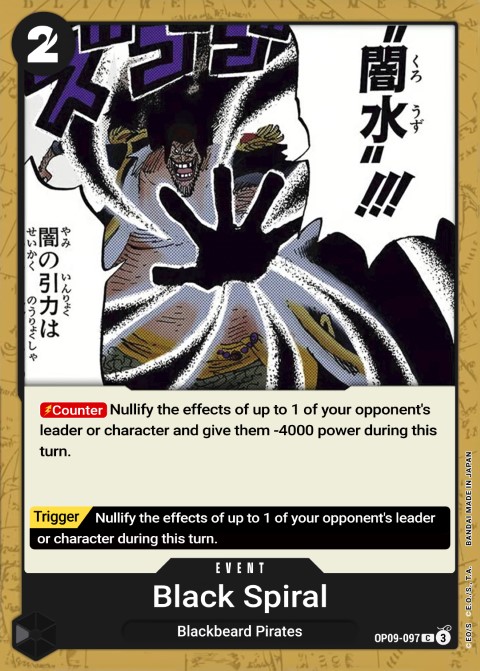 2
ズゴゴゴ
"闇水"!!!
くろ うず
闇の引力は
やみ いんりょく
せいかく のうりょくしゃ
Counter Nullify the effects of up to 1 of your opponent's
leader or character and give them -4000 power during this
turn.
Trigger Nullify the effects of up to 1 of your opponent's leader
or character during this turn.
EVENT
Black Spiral
Blackbeard Pirates
OP09-097 C 3
BANDAI MADE IN JAPAN
©E.O./S. ©E.O./S.,T.A.